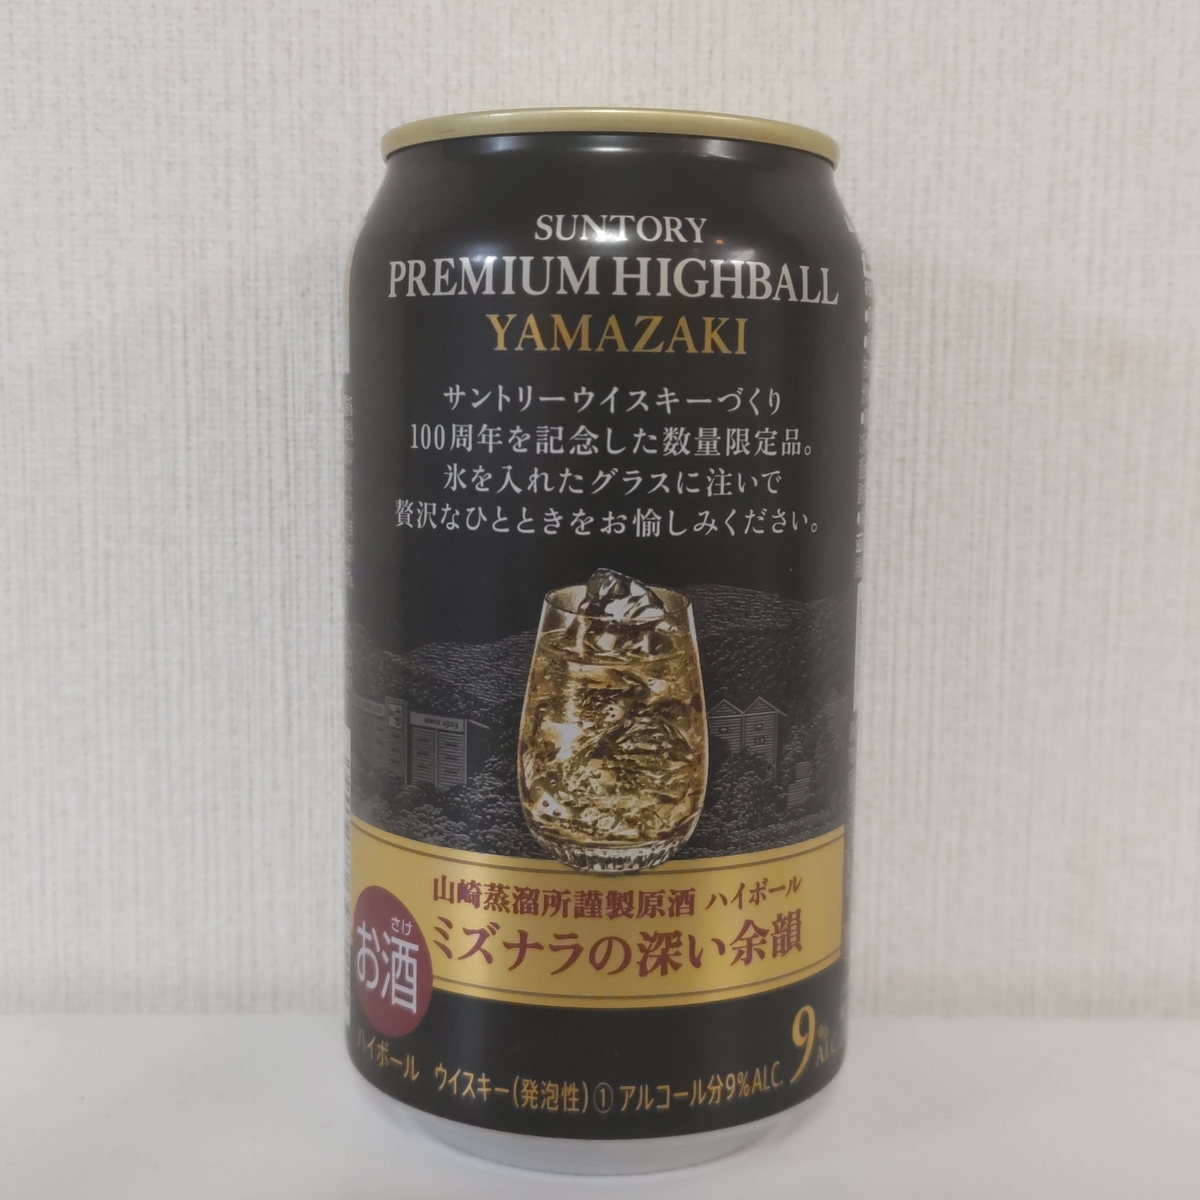 SUNTORY
PREMIUM HIGHBALL
YAMAZAKI
サントリーウイスキーづくり
100周年を記念した数量限定品。
氷を入れたグラスに注いで
贅沢なひとときをお愉しみください。
山崎蒸溜所謹製原酒 ハイボール
ミズナラの深い余韻
さけ
お酒
9%
ALC.
ハイボール ウイスキー(発泡性)① アルコール分9%ALC.